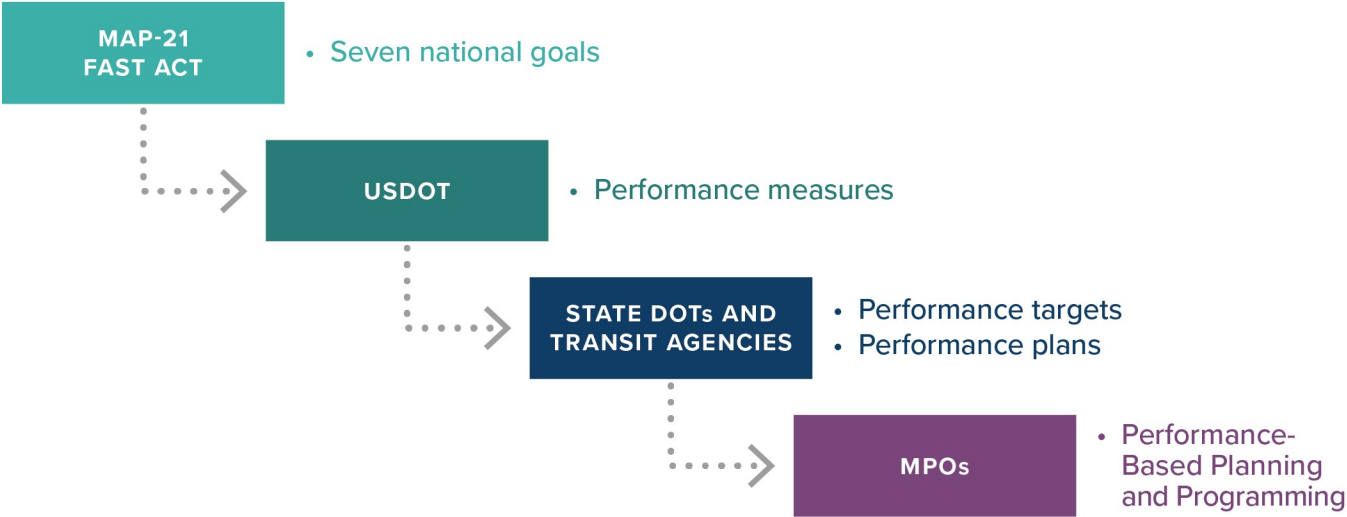 MAP-21
FAST ACT
• Seven national goals
USDOT
• Performance measures
STATE DOTs AND
TRANSIT AGENCIES
• Performance targets
• Performance plans
MPOs
• Performance-
Based Planning
and Programming